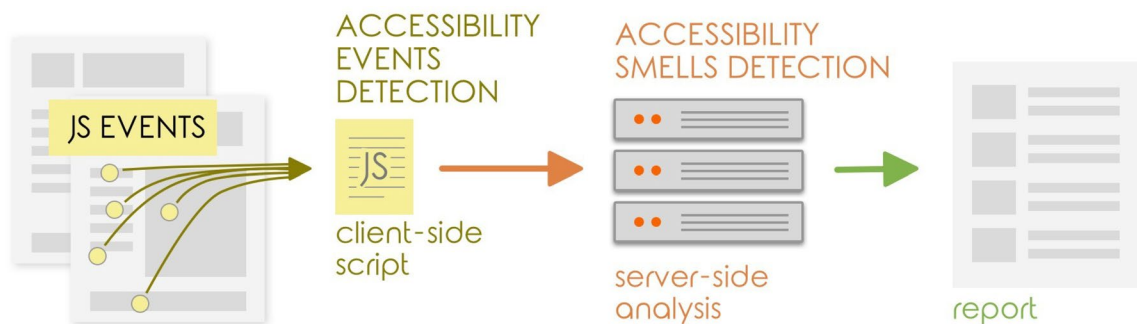 JS EVENTS
ACCESSIBILITY
EVENTS
DETECTION
JS
client-side
script
ACCESSIBILITY
SMELLS DETECTION
server-side
analysis
report